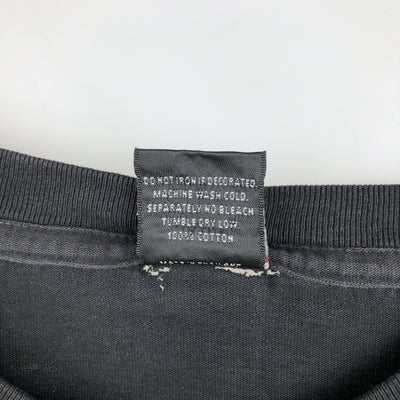 DO NOT IRON IF DECORATED.
MACHINE WASH COLD.
SEPARATELY NO BLEACH
TUMBLE DRY LOW
100% COTTON